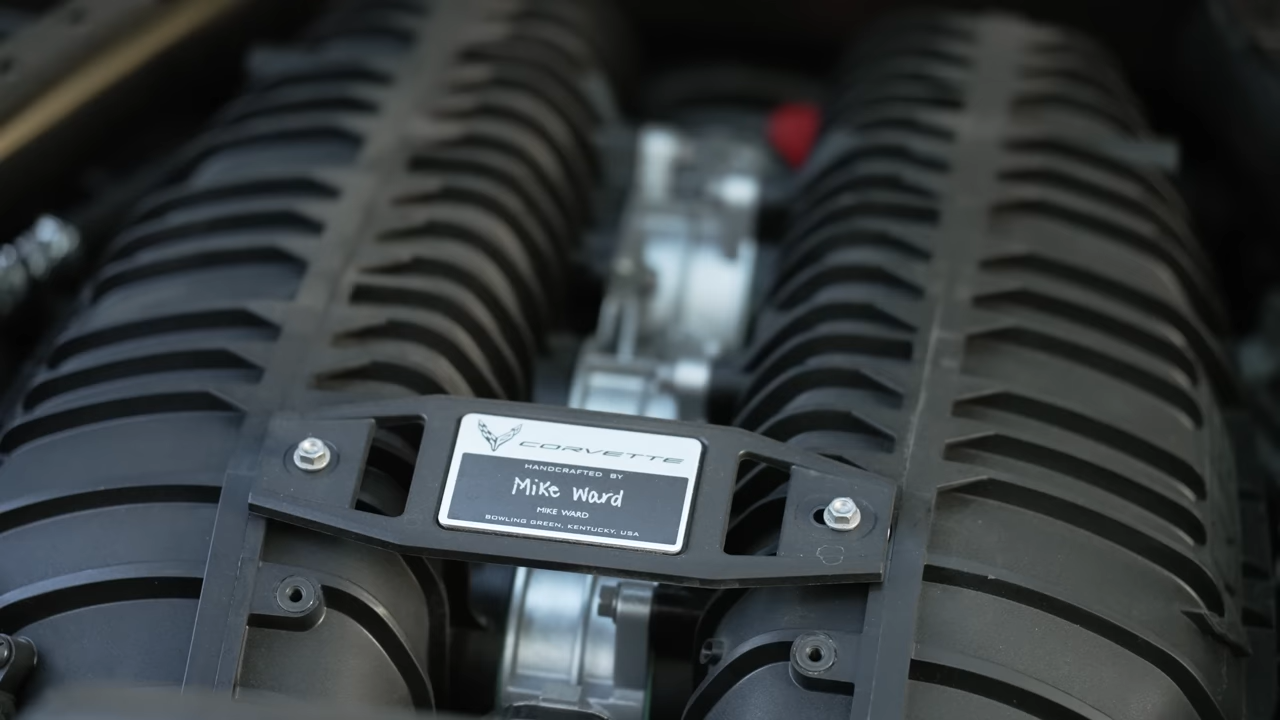 CORVETTE
HANDCRAFTED BY
Mike Ward
MIKE WARD
BOWLING GREEN, KENTUCKY, USA